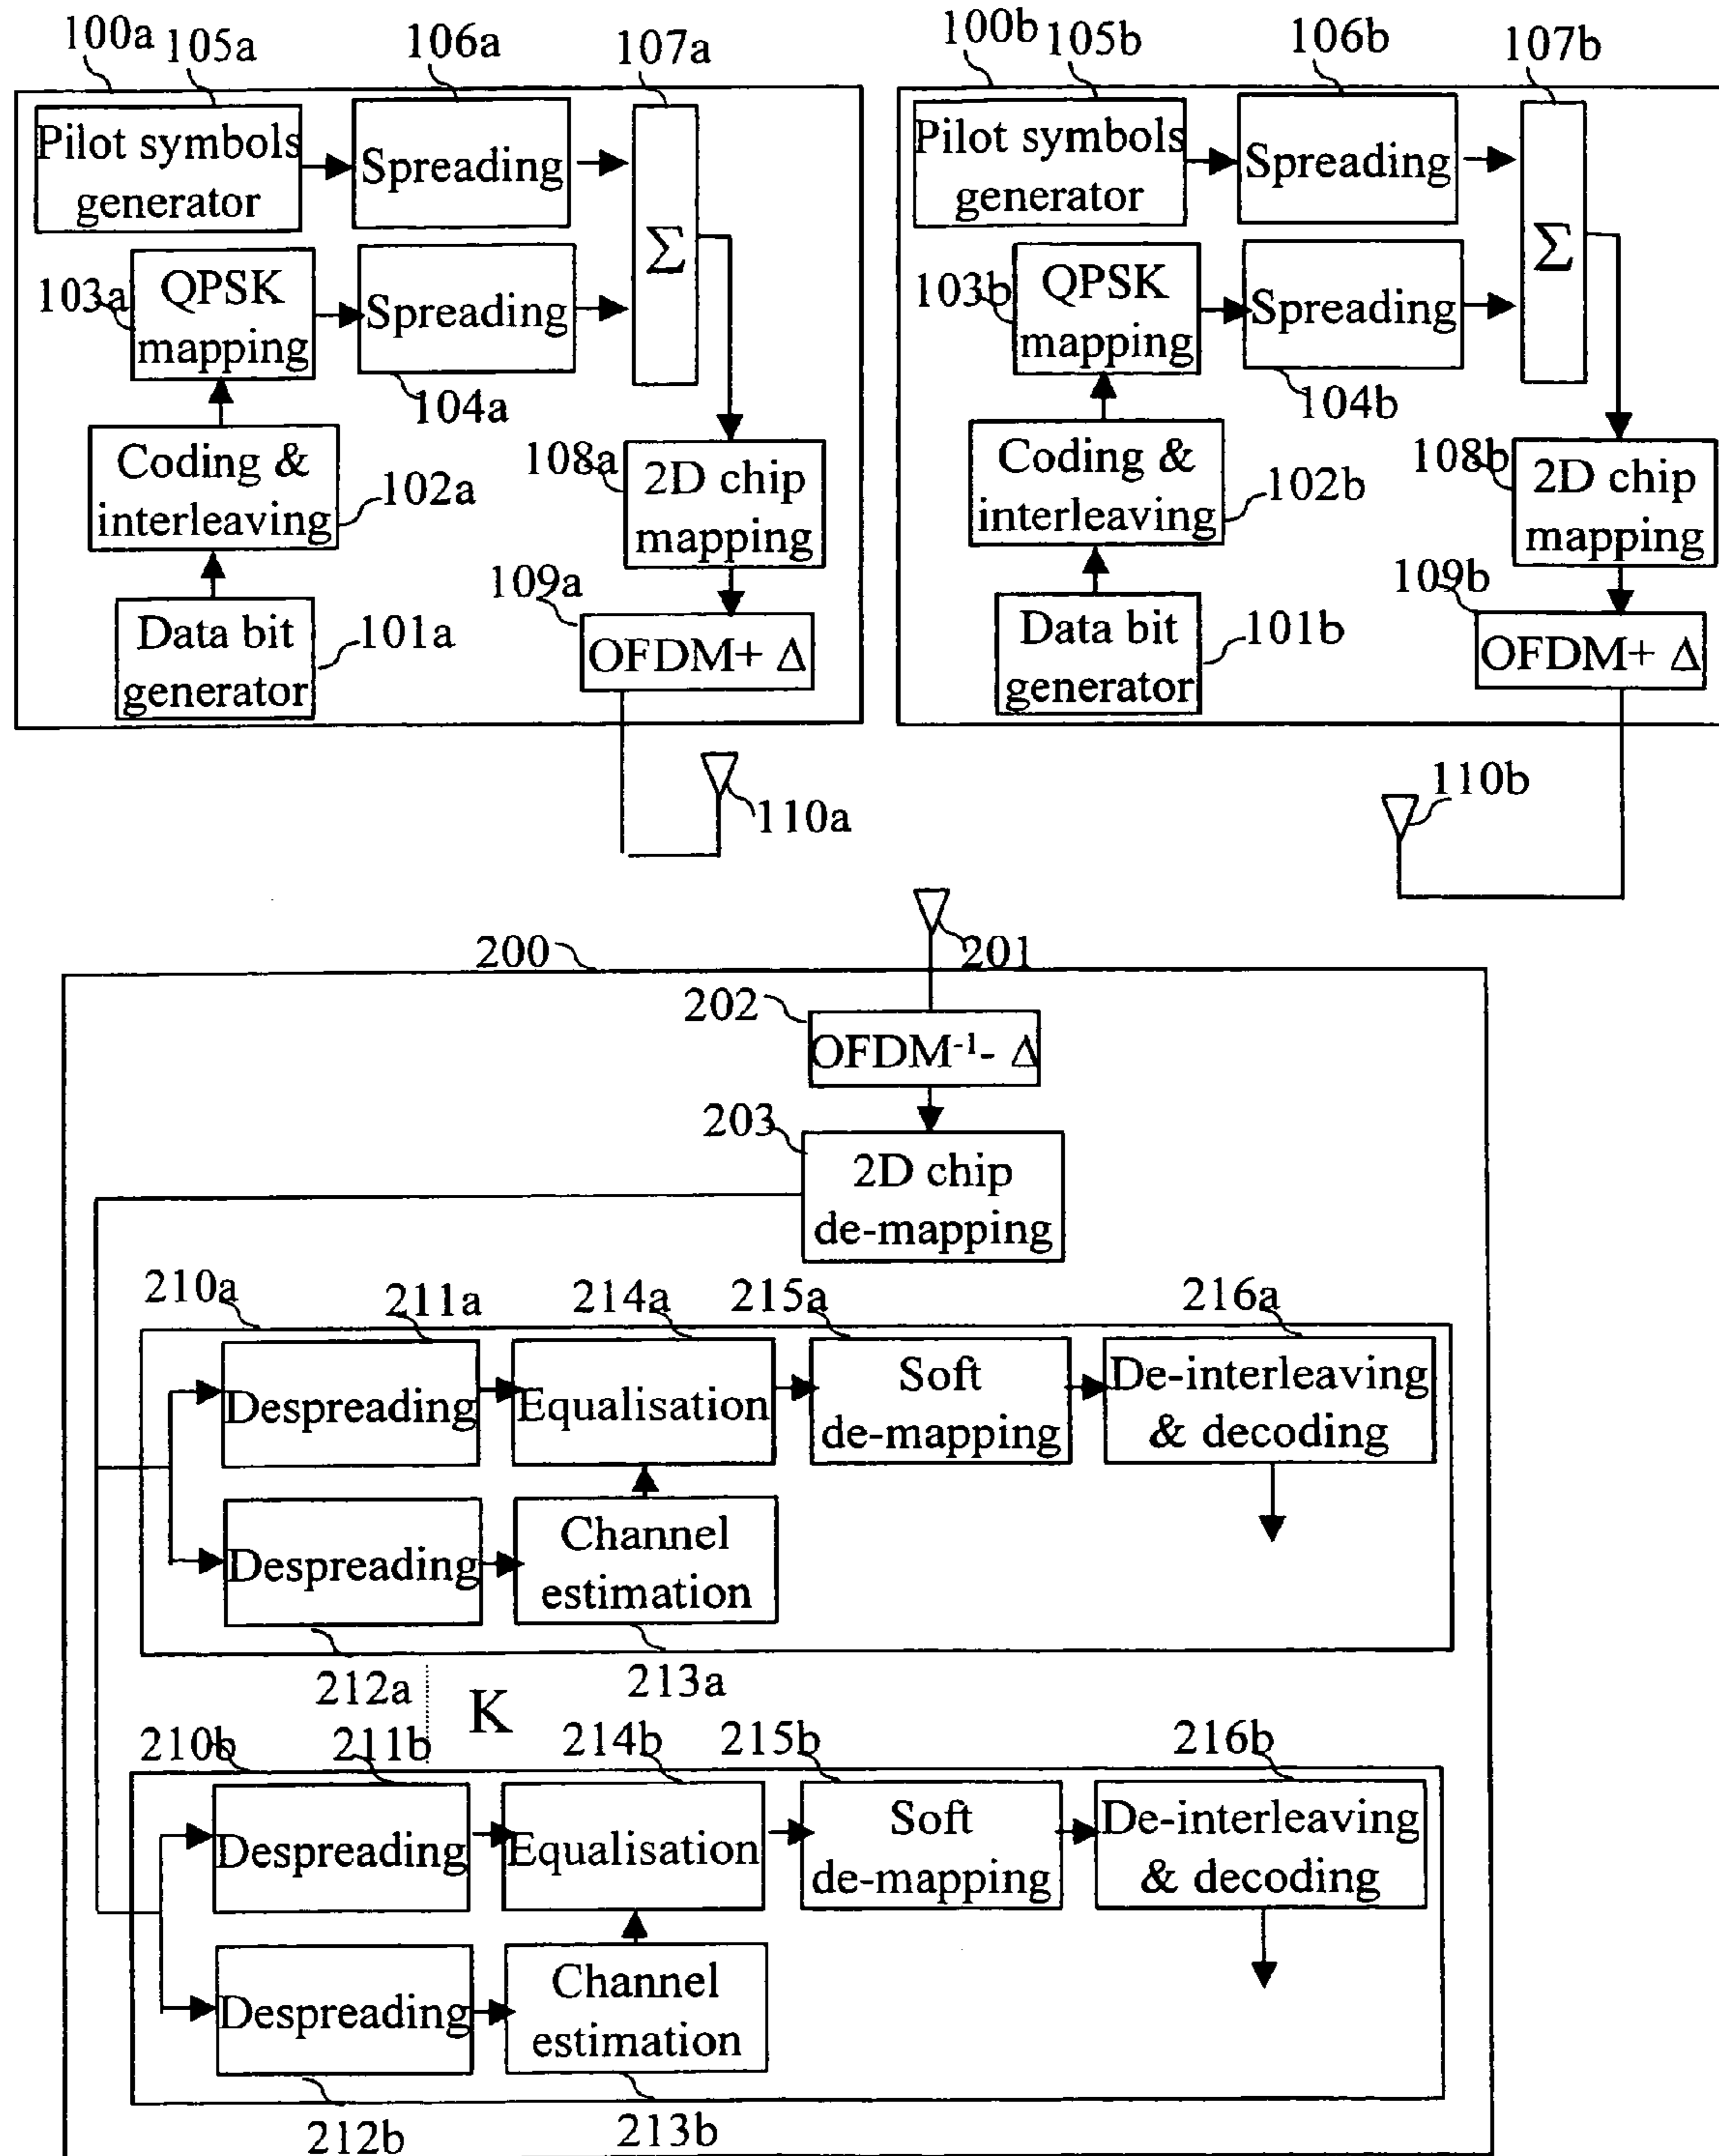 100a 105a 106a 107a
Pilot symbols
generator
Spreading
Σ
103a
QPSK
mapping
Spreading
104a
Coding &
interleaving
102a
108a
2D chip
mapping
109a
Data bit
generator
101a
OFDM+ Δ
110a
100b 105b 106b 107b
Pilot symbols
generator
Spreading
Σ
103b
QPSK
mapping
Spreading
104b
Coding &
interleaving
102b
108b
2D chip
mapping
109b
Data bit
generator
101b
OFDM+ Δ
110b
200
201
202
OFDM⁻¹- Δ
203
2D chip
de-mapping
210a 211a 214a 215a 216a
Despreading
Equalisation
Soft
de-mapping
De-interleaving
& decoding
Despreading
Channel
estimation
212a
213a
K
210b 211b 214b 215b 216b
Despreading
Equalisation
Soft
de-mapping
De-interleaving
& decoding
Despreading
Channel
estimation
212b
213b